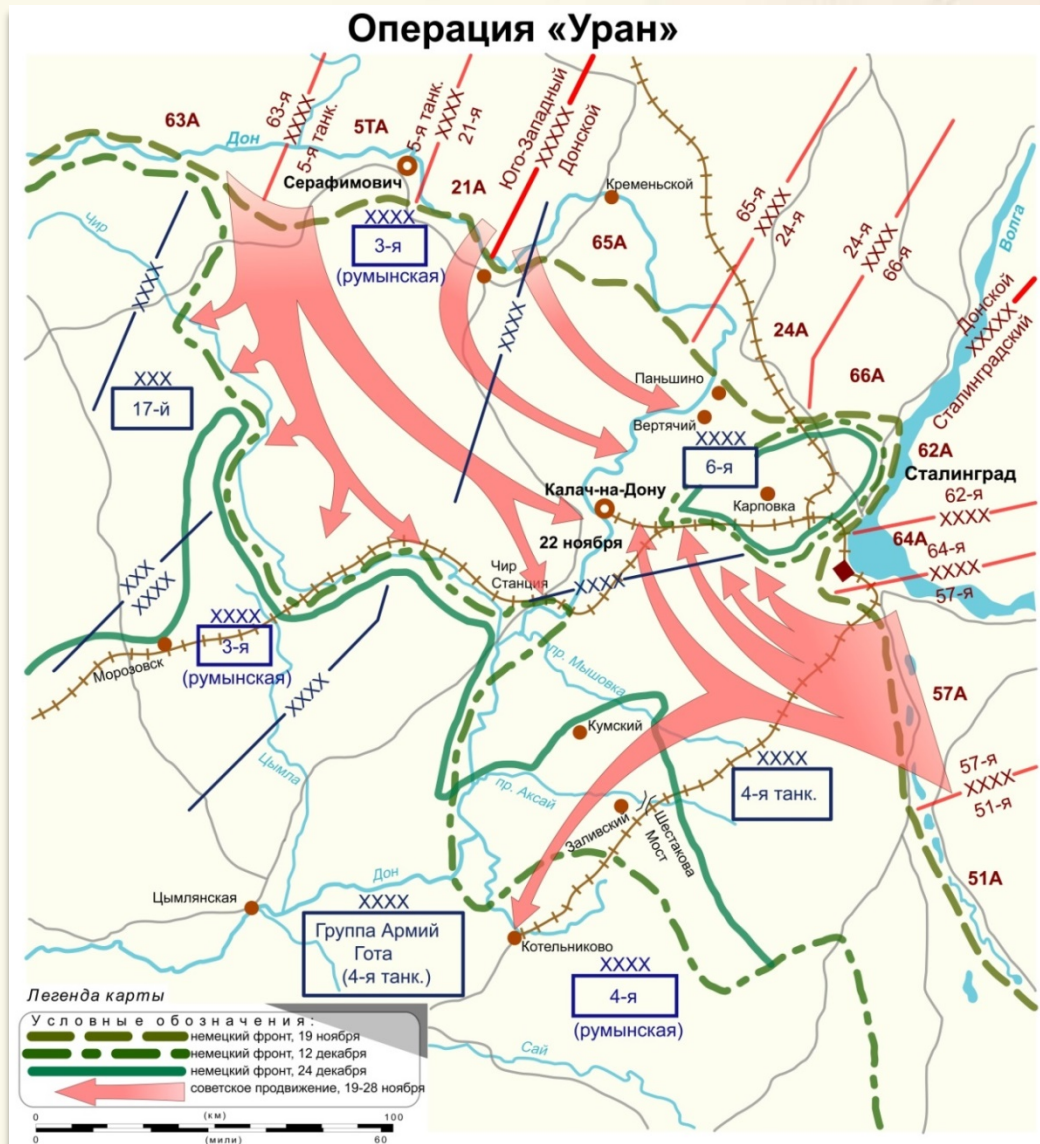 Операция «Уран»
63А
Дон
5ТА
63-я
XXXX
5-я танк.
5-я танк.
XXXX
21-я
Юго-Западный
XXXXX
Донской
Серафимович
21А
Кременьской
65А
65-я
XXXX
24-я
24-я
XXXX
66-я
Волга
Донской
XXXXX
Сталинградский
Чир
XXXX
XXXX
3-я
(румынская)
XXXX
24А
66А
62А
Сталинград
62-я
XXXX
64А
64-я
XXXX
57-я
XXX
17-й
Паньшино
Вертячий
XXXX
6-я
Карповка
Калач-на-Дону
22 ноября
Чир
Станция
XXXX
XXX
XXXX
XXXX
3-я
(румынская)
Морозовск
XXXX
пр. Мышовка
57А
57-я
XXXX
51-я
51А
Кумский
XXXX
4-я танк.
Цымла
пр. Аксай
Заливский
Шестакова
Мост
Дон
Цымлянская
XXXX
Группа Армий
Гота
(4-я танк.)
Котельниково
XXXX
4-я
(румынская)
Сай
Легенда карты
Условные обозначения:
немецкий фронт, 19 ноября
немецкий фронт, 12 декабря
немецкий фронт, 24 декабря
советское продвижение, 19-28 ноября
0 (км) 100
0 (мили) 60